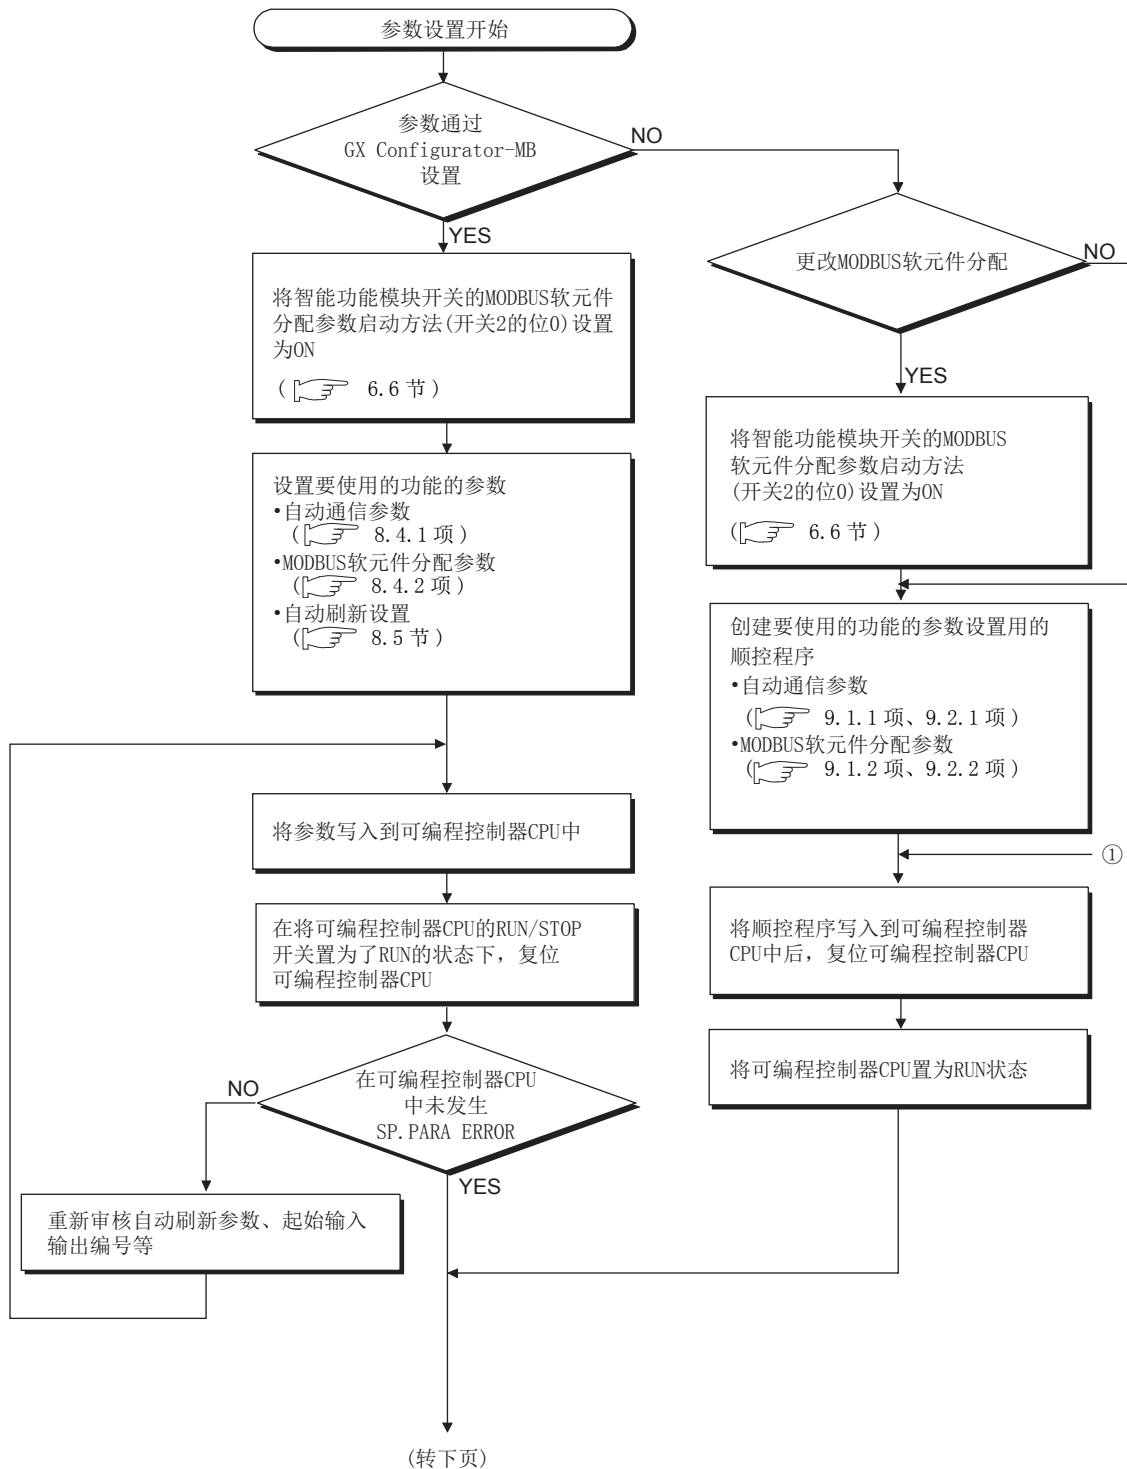 参数设置开始
参数通过
GX Configurator-MB
设置
NO
YES
更改MODBUS软元件分配
NO
YES
将智能功能模块开关的MODBUS软元件
分配参数启动方法(开关2的位0)设置
为ON
( 6.6 节 )
设置要使用的功能的参数
•自动通信参数
( 8.4.1 项 )
•MODBUS软元件分配参数
( 8.4.2 项 )
•自动刷新设置
( 8.5 节 )
将参数写入到可编程控制器CPU中
在将可编程控制器CPU的RUN/STOP
开关置为了RUN的状态下，复位
可编程控制器CPU
在可编程控制器CPU
中未发生
SP.PARA ERROR
NO
YES
重新审核自动刷新参数、起始输入
输出编号等
将智能功能模块开关的MODBUS
软元件分配参数启动方法
(开关2的位0)设置为ON
( 6.6 节 )
创建要使用的功能的参数设置用的
顺控程序
•自动通信参数
( 9.1.1 项、9.2.1 项 )
•MODBUS软元件分配参数
( 9.1.2 项、9.2.2 项 )
①
将顺控程序写入到可编程控制器
CPU中后，复位可编程控制器CPU
将可编程控制器CPU置为RUN状态
(转下页)